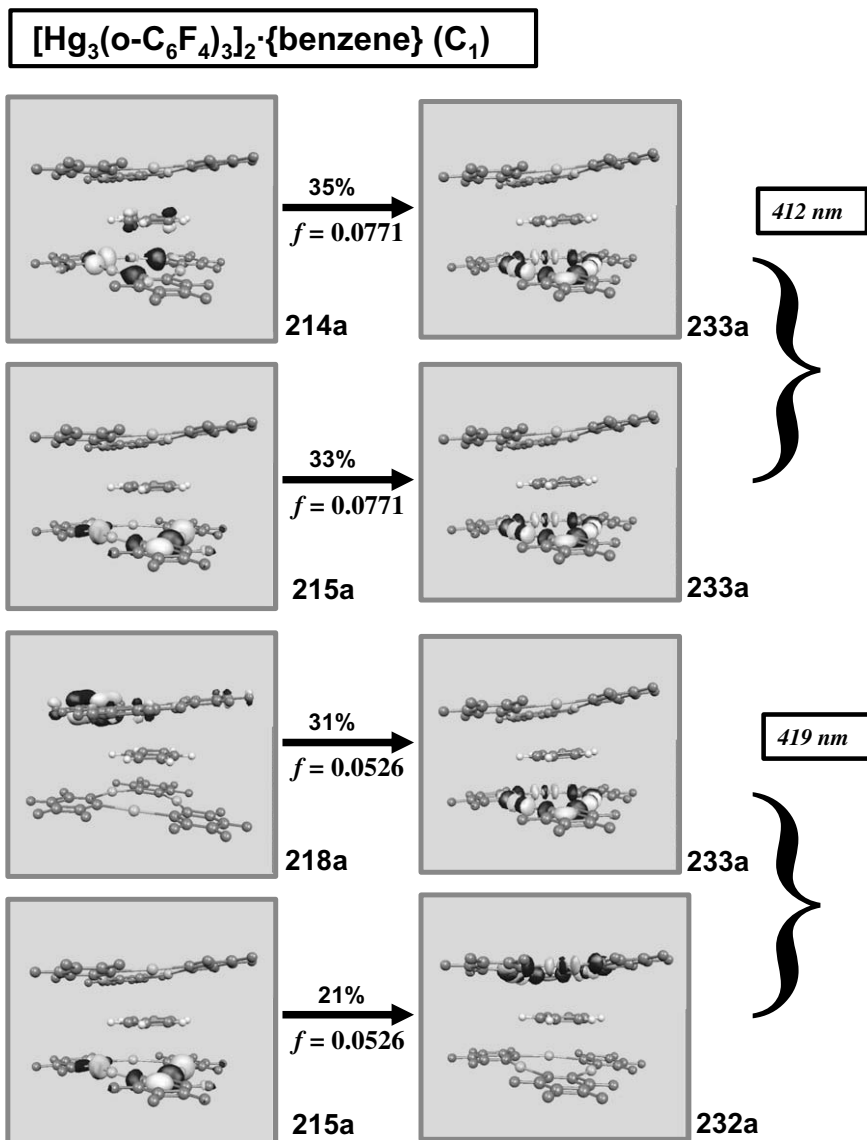 [Hg3(o-C6F4)3]2·{benzene} (C1)
35%
f = 0.0771
412 nm
214a
233a
33%
f = 0.0771
215a
233a
31%
f = 0.0526
419 nm
218a
233a
21%
f = 0.0526
215a
232a